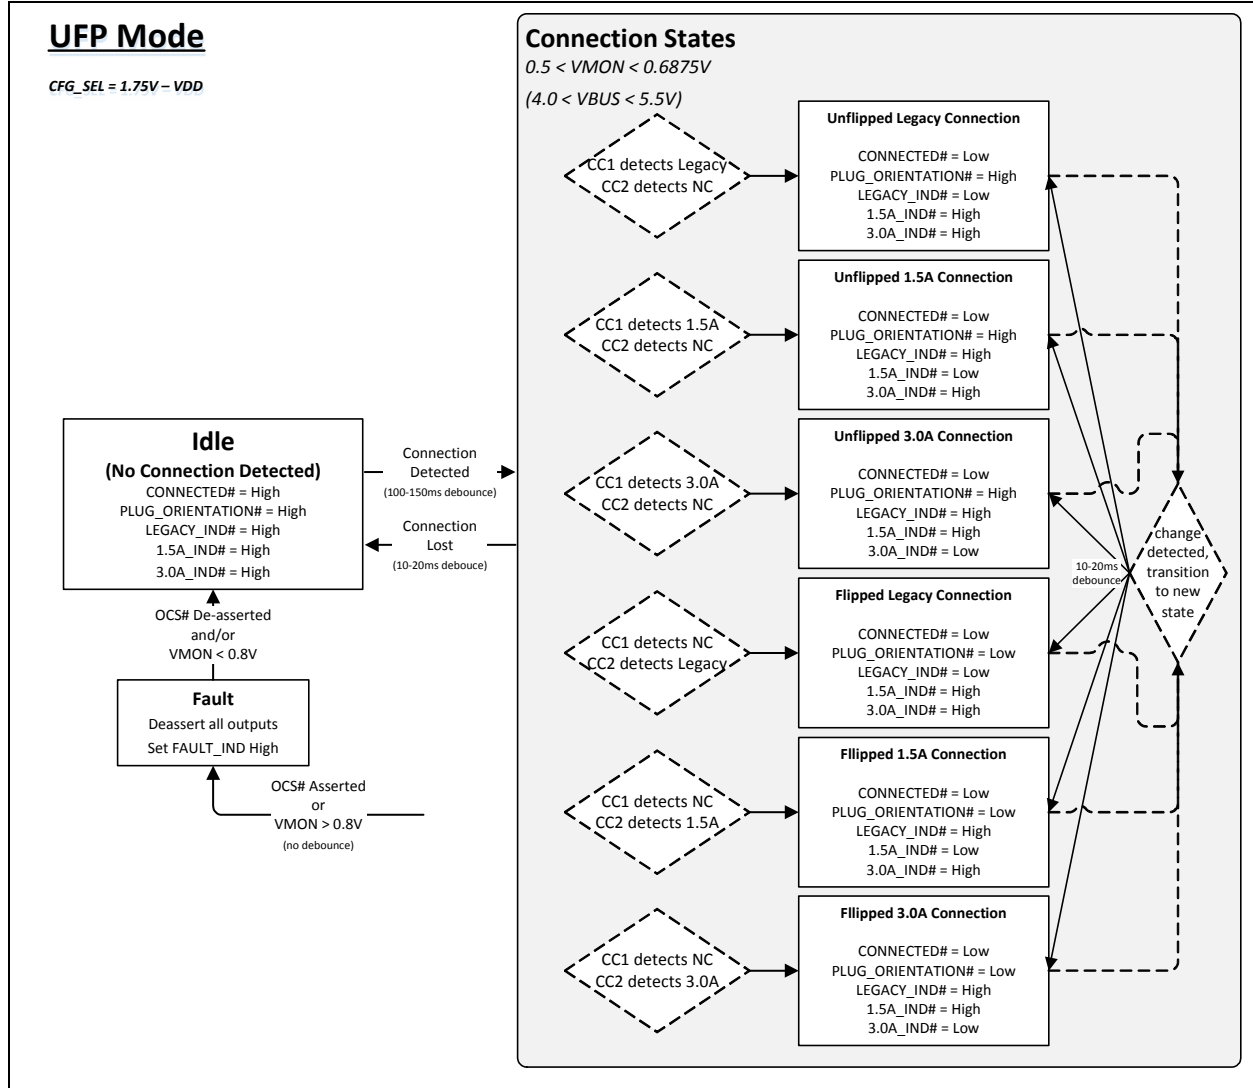 UFP Mode
CFG_SEL = 1.75V – VDD
Connection States
0.5 < VMON < 0.6875V
(4.0 < VBUS < 5.5V)
CC1 detects Legacy
CC2 detects NC
Unflipped Legacy Connection
CONNECTED# = Low
PLUG_ORIENTATION# = High
LEGACY_IND# = Low
1.5A_IND# = High
3.0A_IND# = High
CC1 detects 1.5A
CC2 detects NC
Unflipped 1.5A Connection
CONNECTED# = Low
PLUG_ORIENTATION# = High
LEGACY_IND# = High
1.5A_IND# = Low
3.0A_IND# = High
CC1 detects 3.0A
CC2 detects NC
Unflipped 3.0A Connection
CONNECTED# = Low
PLUG_ORIENTATION# = High
LEGACY_IND# = High
1.5A_IND# = High
3.0A_IND# = Low
CC1 detects NC
CC2 detects Legacy
Flipped Legacy Connection
CONNECTED# = Low
PLUG_ORIENTATION# = Low
LEGACY_IND# = Low
1.5A_IND# = High
3.0A_IND# = High
CC1 detects NC
CC2 detects 1.5A
Fllipped 1.5A Connection
CONNECTED# = Low
PLUG_ORIENTATION# = Low
LEGACY_IND# = High
1.5A_IND# = Low
3.0A_IND# = High
CC1 detects NC
CC2 detects 3.0A
Fllipped 3.0A Connection
CONNECTED# = Low
PLUG_ORIENTATION# = Low
LEGACY_IND# = High
1.5A_IND# = High
3.0A_IND# = Low
10-20ms
debounce
change
detected,
transition
to new
state
Idle
(No Connection Detected)
CONNECTED# = High
PLUG_ORIENTATION# = High
LEGACY_IND# = High
1.5A_IND# = High
3.0A_IND# = High
Connection
Detected
(100-150ms debounce)
Connection
Lost
(10-20ms debouce)
OCS# De-asserted
and/or
VMON < 0.8V
Fault
Deassert all outputs
Set FAULT_IND High
OCS# Asserted
or
VMON > 0.8V
(no debounce)